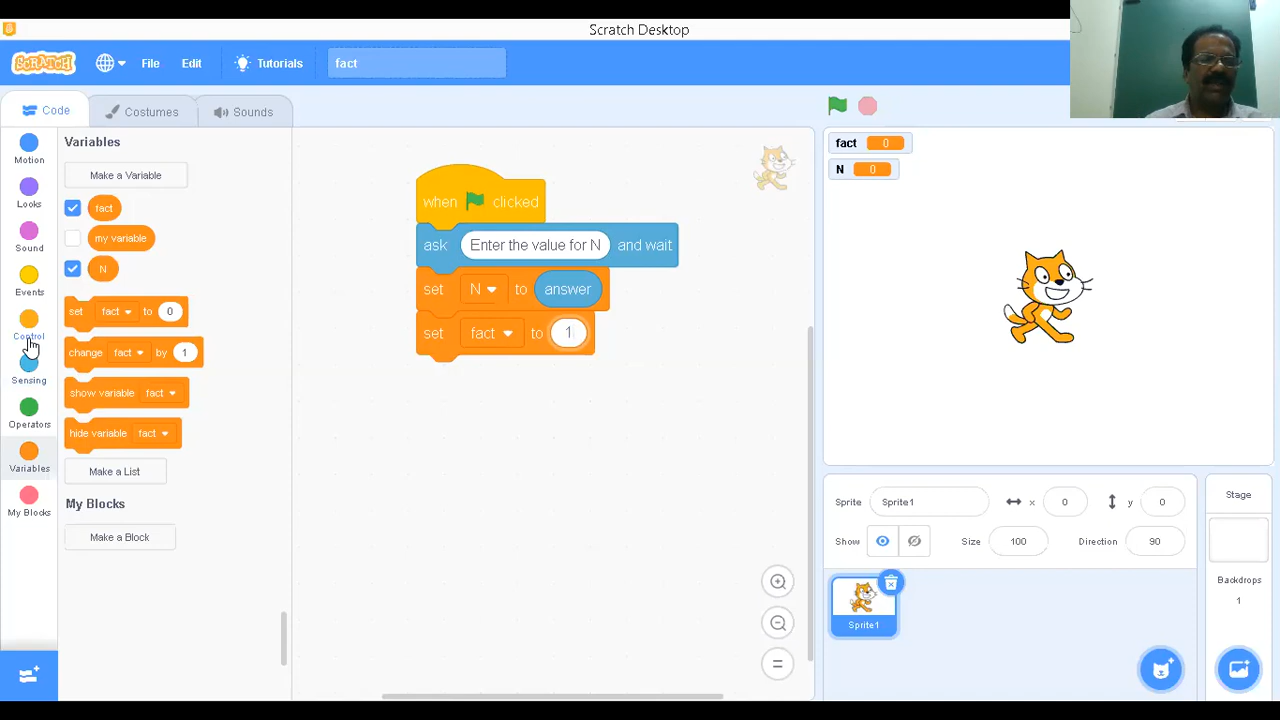 Scratch Desktop
SCRATCH File Edit Tutorials fact
Code Costumes Sounds
Motion
Looks
Sound
Events
Control
Sensing
Operators
Variables
My Blocks
Variables
Make a Variable
fact
my variable
N
set fact to 0
change fact by 1
show variable fact
hide variable fact
Make a List
My Blocks
Make a Block
when clicked
ask Enter the value for N and wait
set N to answer
set fact to 1
fact 0
N 0
Sprite Sprite1 x 0 y 0
Show Size 100 Direction 90
Sprite1
Stage
Backdrops
1